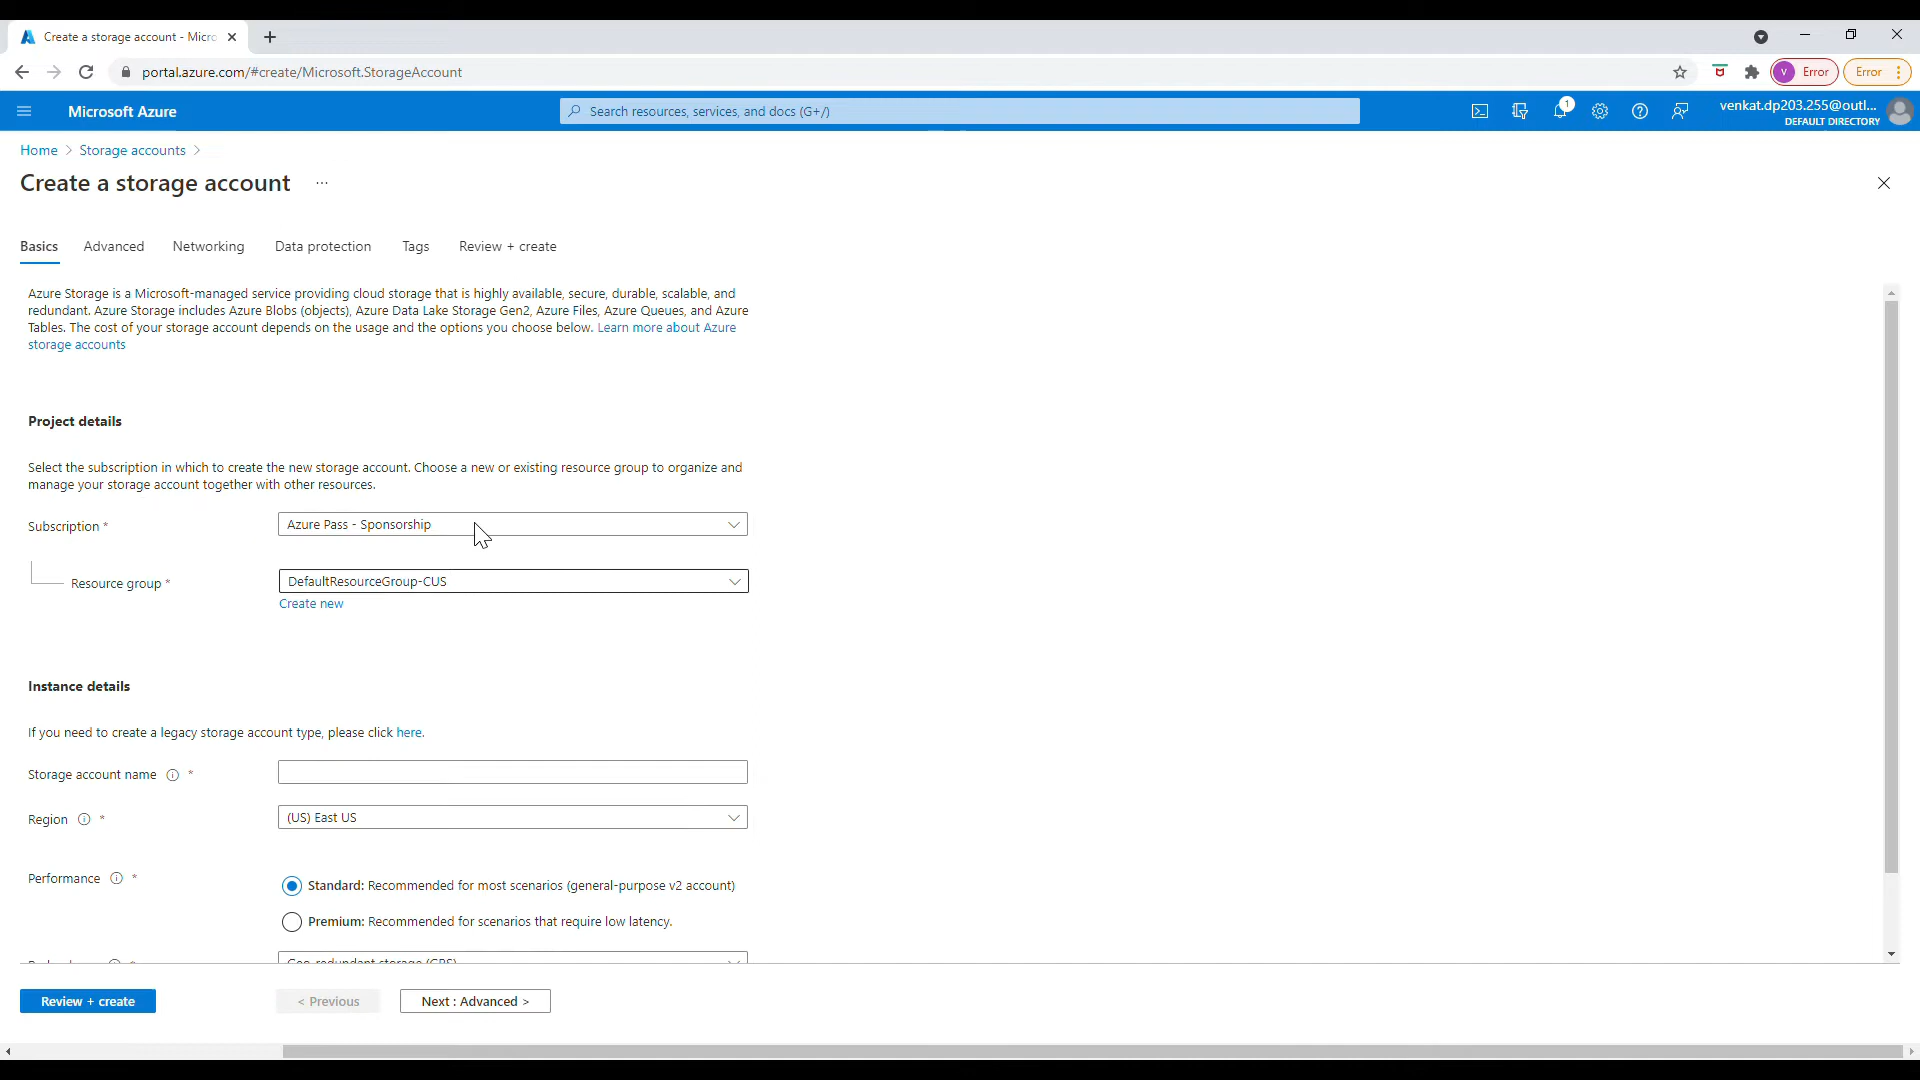 Create a storage account - Micro
portal.azure.com/#create/Microsoft.StorageAccount
V Error
Error
Microsoft Azure
Search resources, services, and docs (G+/)
1
venkat.dp203.255@outl...
DEFAULT DIRECTORY
Home > Storage accounts >
Create a storage account ...
Basics
Advanced
Networking
Data protection
Tags
Review + create
Azure Storage is a Microsoft-managed service providing cloud storage that is highly available, secure, durable, scalable, and
redundant. Azure Storage includes Azure Blobs (objects), Azure Data Lake Storage Gen2, Azure Files, Azure Queues, and Azure
Tables. The cost of your storage account depends on the usage and the options you choose below. Learn more about Azure
storage accounts
Project details
Select the subscription in which to create the new storage account. Choose a new or existing resource group to organize and
manage your storage account together with other resources.
Subscription *
Azure Pass - Sponsorship
Resource group *
DefaultResourceGroup-CUS
Create new
Instance details
If you need to create a legacy storage account type, please click here.
Storage account name *
Region *
(US) East US
Performance *
Standard: Recommended for most scenarios (general-purpose v2 account)
Premium: Recommended for scenarios that require low latency.
Geo-redundant storage (GRS)
Review + create
< Previous
Next : Advanced >